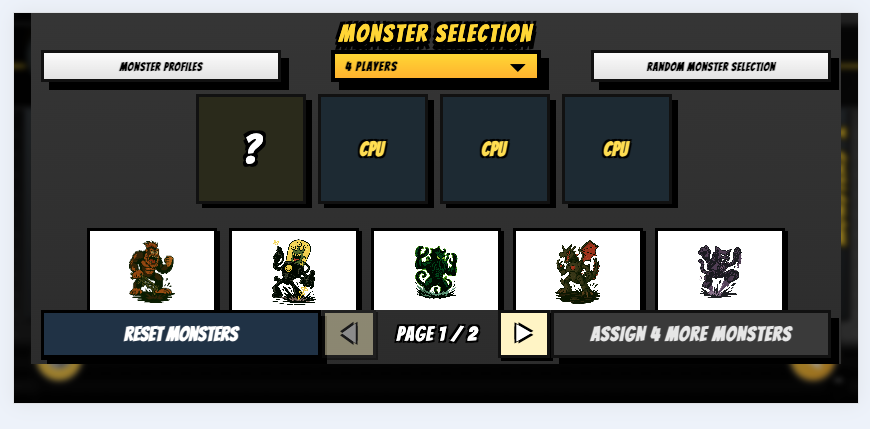 MONSTER SELECTION
MONSTER PROFILES
4 PLAYERS
RANDOM MONSTER SELECTION
?
CPU
CPU
CPU
RESET MONSTERS
PAGE 1 / 2
ASSIGN 4 MORE MONSTERS